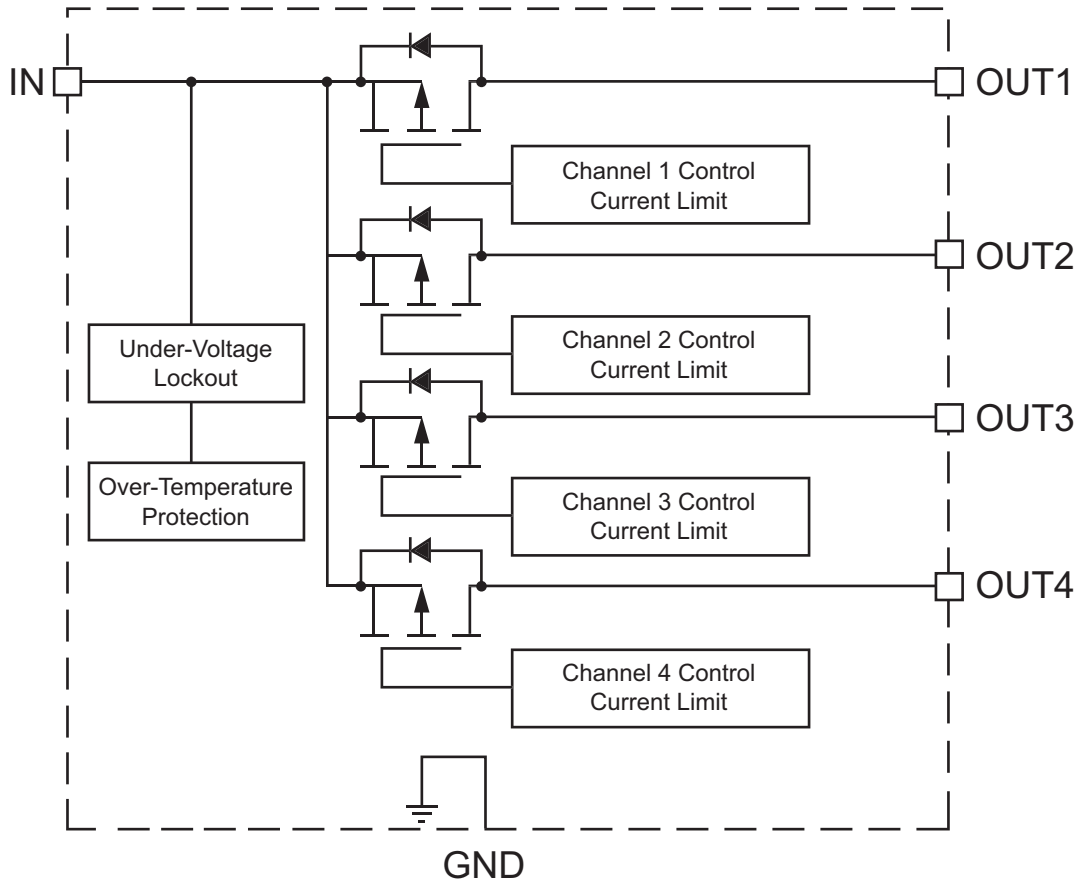 IN
OUT1
Channel 1 Control
Current Limit
OUT2
Under-Voltage
Lockout
Channel 2 Control
Current Limit
OUT3
Over-Temperature
Protection
Channel 3 Control
Current Limit
OUT4
Channel 4 Control
Current Limit
GND